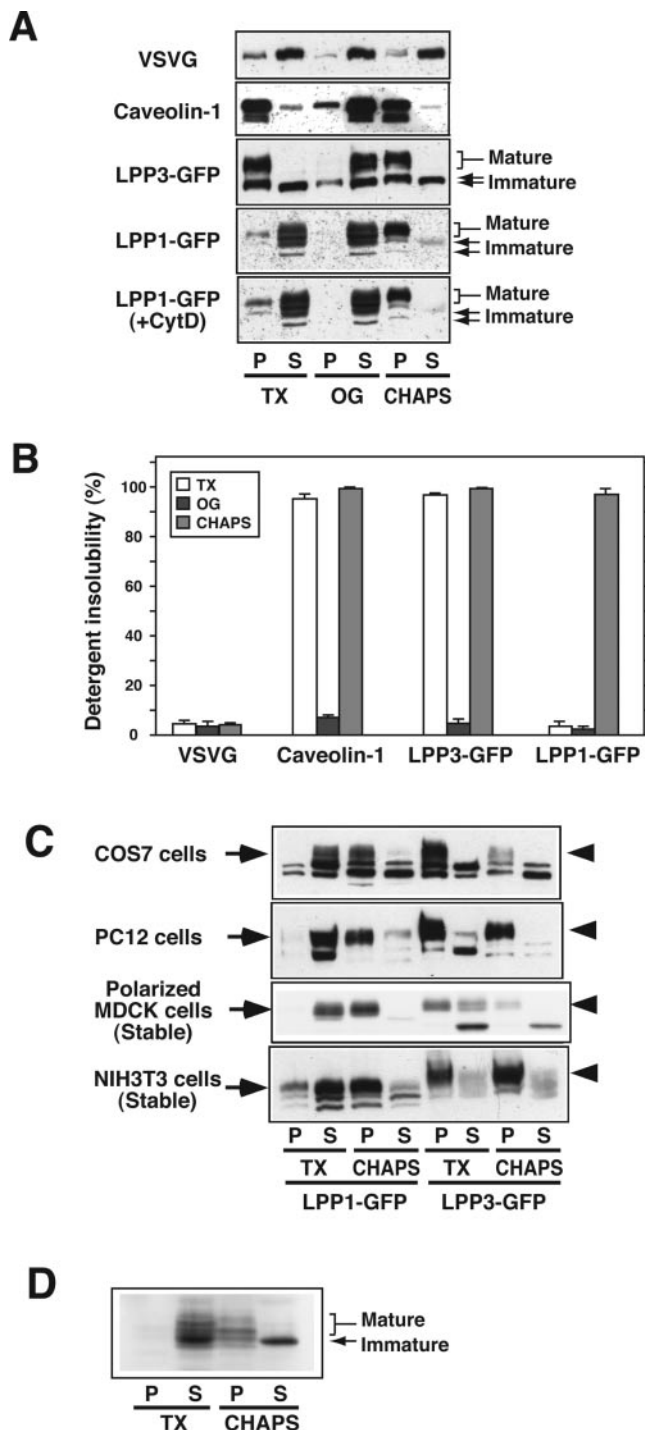 A
VSVG
Caveolin-1
LPP3-GFP
Mature
Immature
LPP1-GFP
Mature
Immature
LPP1-GFP
(+CytD)
Mature
Immature
P S P S P S
TX OG CHAPS
B
Detergent insolubility (%)
100
80
60
40
20
10
0
TX
OG
CHAPS
VSVG Caveolin-1 LPP3-GFP LPP1-GFP
C
COS7 cells
PC12 cells
Polarized
MDCK cells
(Stable)
NIH3T3 cells
(Stable)
P S P S P S P S
TX CHAPS TX CHAPS
LPP1-GFP LPP3-GFP
D
Mature
Immature
P S P S
TX CHAPS